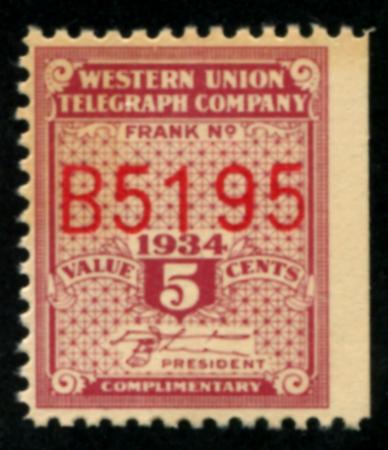 WESTERN UNION
TELEGRAPH COMPANY
FRANK Nº
B5195
1934
VALUE 5 CENTS
PRESIDENT
COMPLIMENTARY